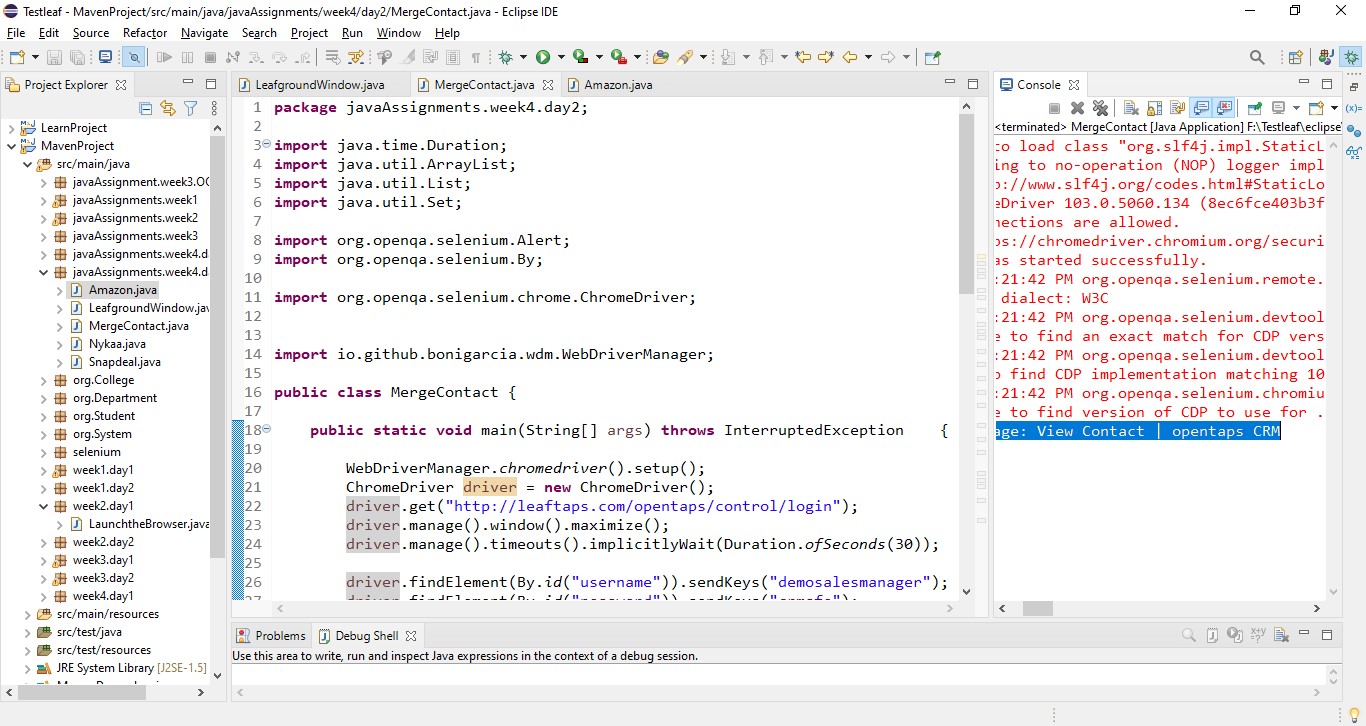 Testleaf - MavenProject/src/main/java/javaAssignments/week4/day2/MergeContact.java - Eclipse IDE
File Edit Source Refactor Navigate Search Project Run Window Help
Project Explorer
LearnProject
MavenProject
src/main/java
javaAssignment.week3.OO
javaAssignments.week1
javaAssignments.week2
javaAssignments.week3
javaAssignments.week4.d
javaAssignments.week4.d
Amazon.java
LeafgroundWindow.jav
MergeContact.java
Nykaa.java
Snapdeal.java
org.College
org.Department
org.Student
org.System
selenium
week1.day1
week1.day2
week2.day1
LaunchtheBrowser.java
week2.day2
week3.day1
week3.day2
week4.day1
src/main/resources
src/test/java
src/test/resources
JRE System Library [J2SE-1.5]
LeafgroundWindow.java MergeContact.java Amazon.java
1 package javaAssignments.week4.day2;
2
3 import java.time.Duration;
4 import java.util.ArrayList;
5 import java.util.List;
6 import java.util.Set;
7
8 import org.openqa.selenium.Alert;
9 import org.openqa.selenium.By;
10
11 import org.openqa.selenium.chrome.ChromeDriver;
12
13
14 import io.github.bonigarcia.wdm.WebDriverManager;
15
16 public class MergeContact {
17
18 public static void main(String[] args) throws InterruptedException {
19
20 WebDriverManager.chromedriver().setup();
21 ChromeDriver driver = new ChromeDriver();
22 driver.get("http://leaftaps.com/opentaps/control/login");
23 driver.manage().window().maximize();
24 driver.manage().timeouts().implicitlyWait(Duration.ofSeconds(30));
25
26 driver.findElement(By.id("username")).sendKeys("demosalesmanager");
Console
<terminated> MergeContact [Java Application] F:\Testleaf\eclipse
to load class "org.slf4j.impl.StaticL
ing to no-operation (NOP) logger impl
p://www.slf4j.org/codes.html#StaticLo
eDriver 103.0.5060.134 (8ec6fce403b3f
nections are allowed.
ps://chromedriver.chromium.org/securi
as started successfully.
:21:42 PM org.openqa.selenium.remote.
dialect: W3C
:21:42 PM org.openqa.selenium.devtool
e to find an exact match for CDP vers
:21:42 PM org.openqa.selenium.devtool
o find CDP implementation matching 10
:21:42 PM org.openqa.selenium.chromiu
e to find version of CDP to use for .
age: View Contact | opentaps CRM
Problems Debug Shell
Use this area to write, run and inspect Java expressions in the context of a debug session.